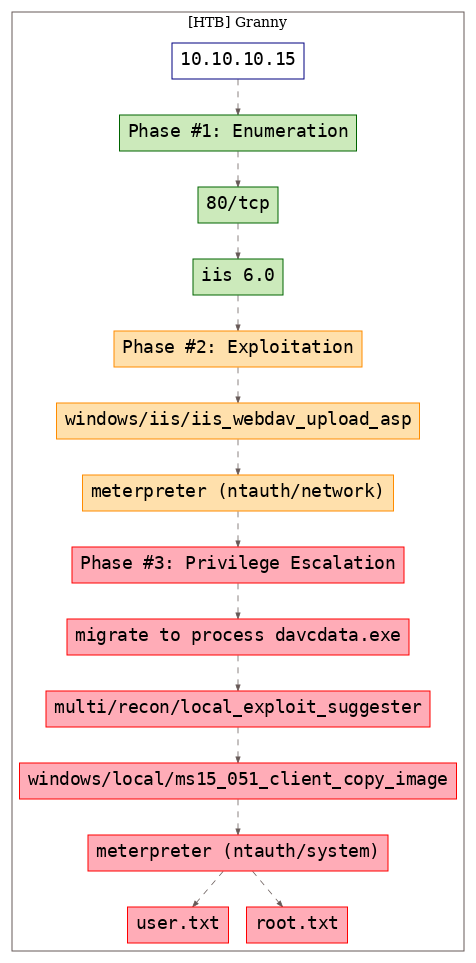 [HTB] Granny
10.10.10.15
Phase #1: Enumeration
80/tcp
iis 6.0
Phase #2: Exploitation
windows/iis/iis_webdav_upload_asp
meterpreter (ntauth/network)
Phase #3: Privilege Escalation
migrate to process davcdata.exe
multi/recon/local_exploit_suggester
windows/local/ms15_051_client_copy_image
meterpreter (ntauth/system)
user.txt
root.txt